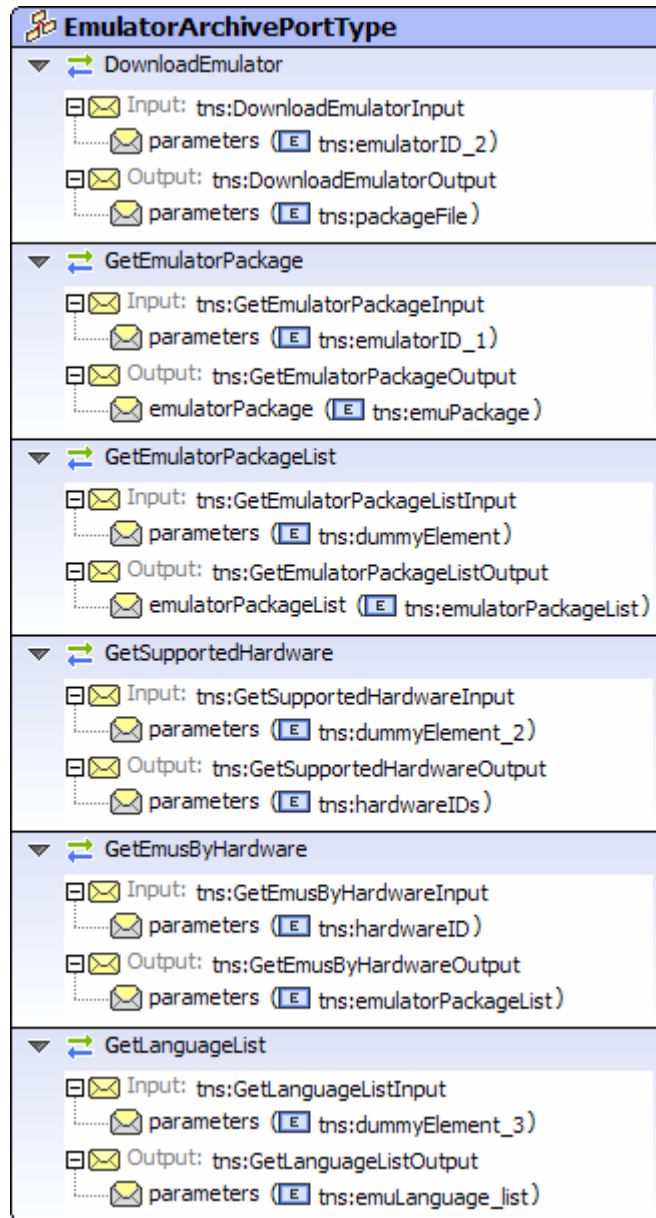 EmulatorArchivePortType
DownloadEmulator
Input: tns:DownloadEmulatorInput
parameters (E tns:emulatorID_2)
Output: tns:DownloadEmulatorOutput
parameters (E tns:packageFile)
GetEmulatorPackage
Input: tns:GetEmulatorPackageInput
parameters (E tns:emulatorID_1)
Output: tns:GetEmulatorPackageOutput
emulatorPackage (E tns:emuPackage)
GetEmulatorPackageList
Input: tns:GetEmulatorPackageListInput
parameters (E tns:dummyElement)
Output: tns:GetEmulatorPackageListOutput
emulatorPackageList (E tns:emulatorPackageList)
GetSupportedHardware
Input: tns:GetSupportedHardwareInput
parameters (E tns:dummyElement_2)
Output: tns:GetSupportedHardwareOutput
parameters (E tns:hardwareIDs)
GetEmusByHardware
Input: tns:GetEmusByHardwareInput
parameters (E tns:hardwareID)
Output: tns:GetEmusByHardwareOutput
parameters (E tns:emulatorPackageList)
GetLanguageList
Input: tns:GetLanguageListInput
parameters (E tns:dummyElement_3)
Output: tns:GetLanguageListOutput
parameters (E tns:emuLanguage_list)